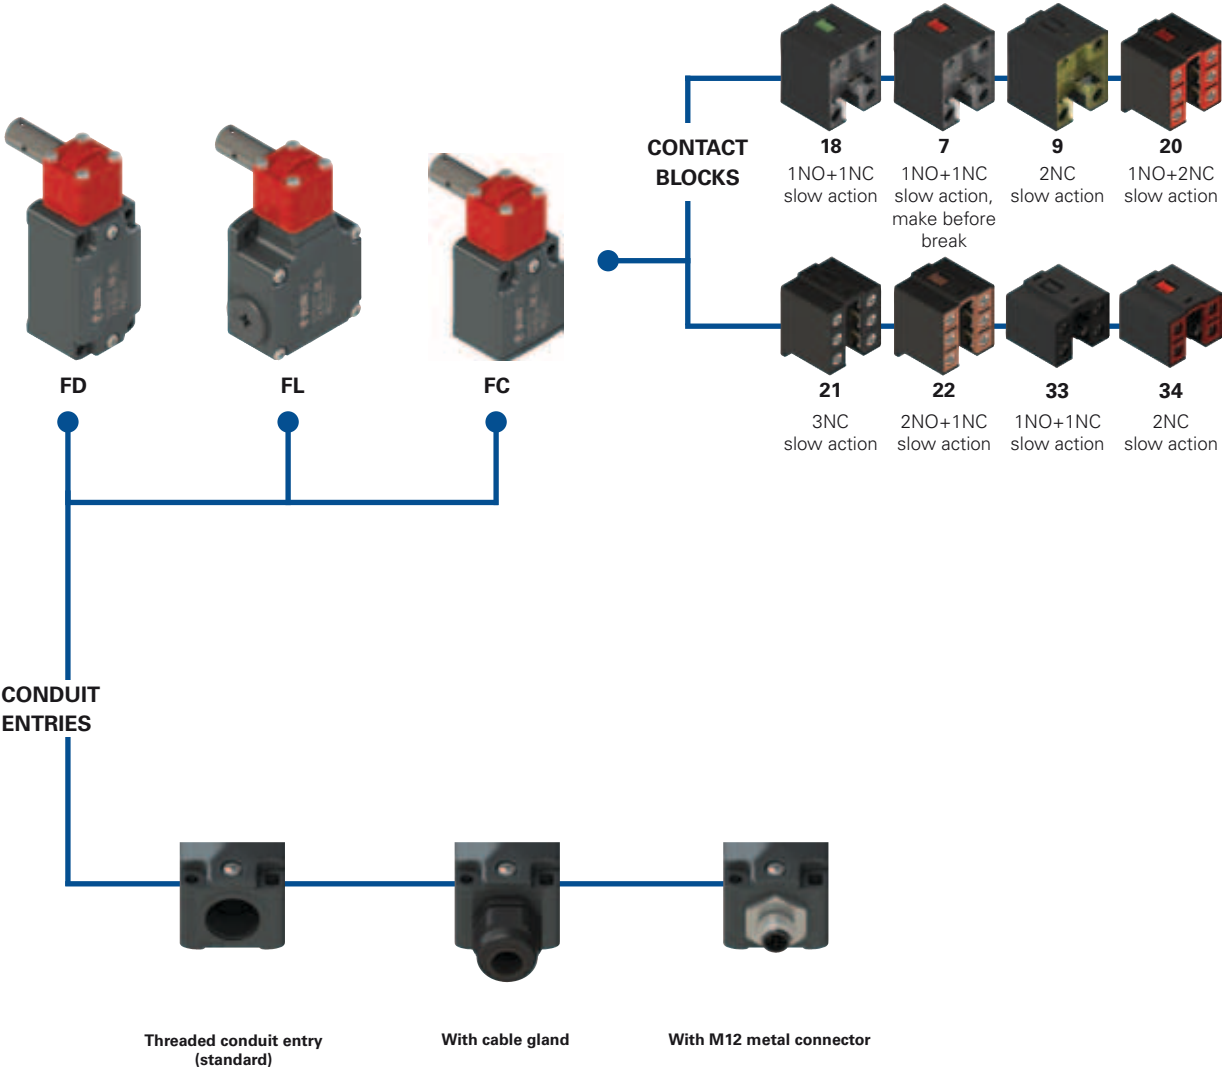 CONTACT
BLOCKS
18
1NO+1NC
slow action
7
1NO+1NC
slow action,
make before
break
9
2NC
slow action
20
1NO+2NC
slow action
21
3NC
slow action
22
2NO+1NC
slow action
33
1NO+1NC
slow action
34
2NC
slow action
FD
FL
FC
CONDUIT
ENTRIES
Threaded conduit entry
(standard)
With cable gland
With M12 metal connector